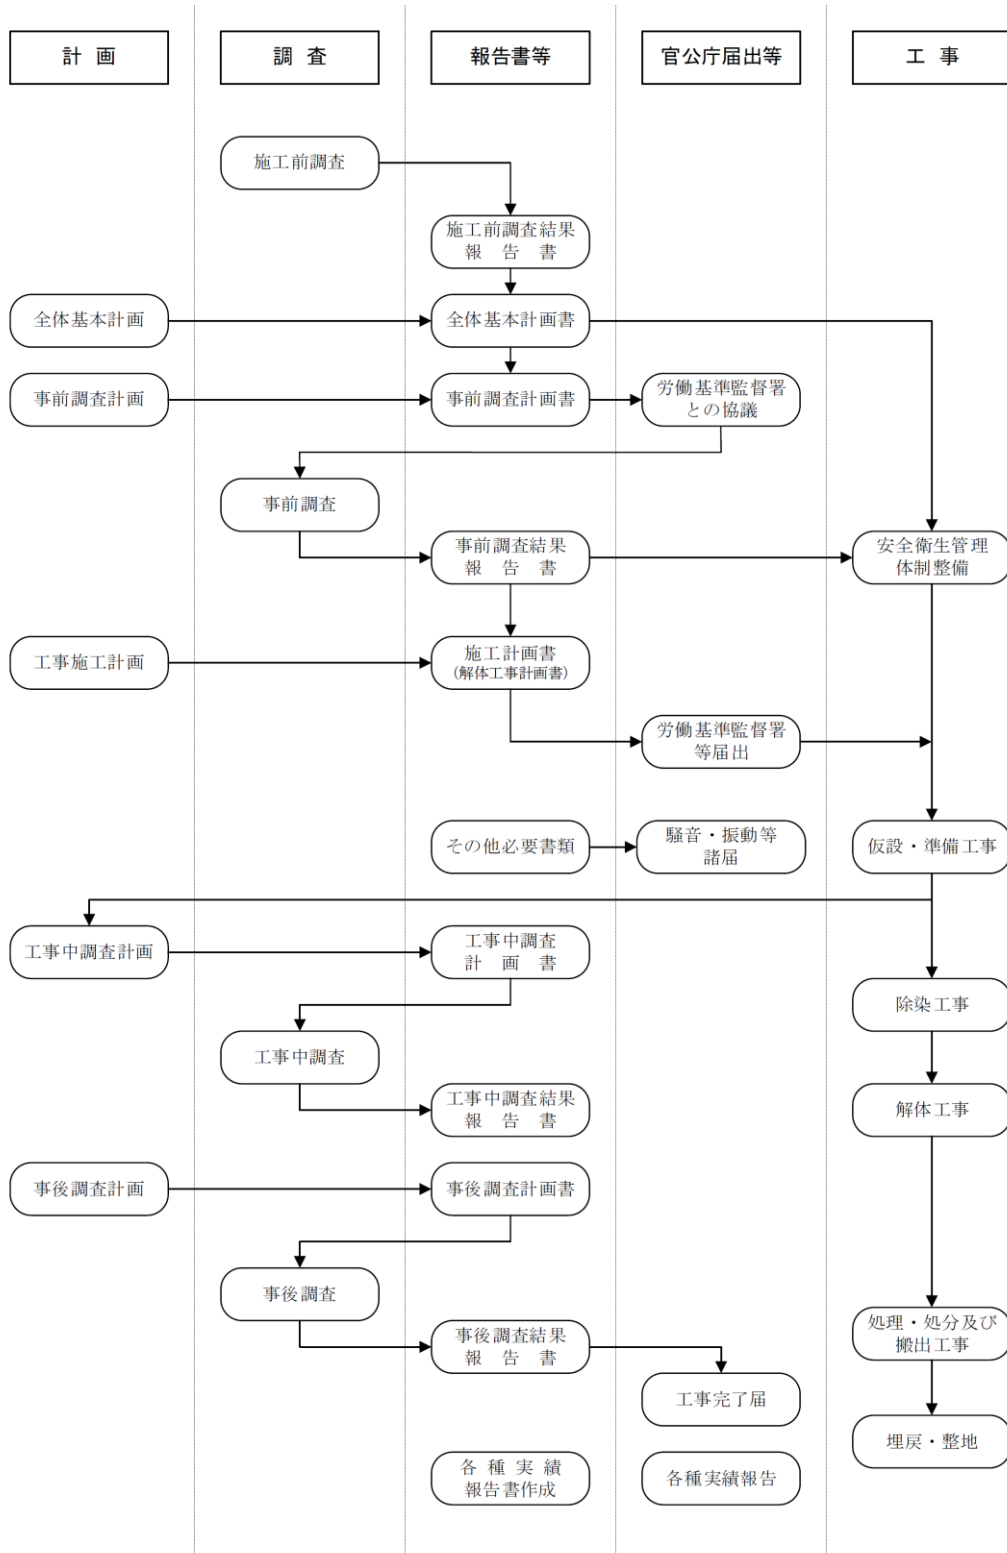 計 画
調 査
報告書等
官公庁届出等
工 事
施工前調査
施工前調査結果
報 告 書
全体基本計画
全体基本計画書
事前調査計画
事前調査計画書
労働基準監督署
との協議
事前調査
事前調査結果
報 告 書
安全衛生管理
体制整備
工事施工計画
施工計画書
(解体工事計画書)
労働基準監督署
等届出
その他必要書類
騒音・振動等
諸届
仮設・準備工事
工事中調査計画
工事中調査
計 画 書
除染工事
工事中調査
工事中調査結果
報 告 書
解体工事
事後調査計画
事後調査計画書
事後調査
事後調査結果
報 告 書
処理・処分及び
搬出工事
工事完了届
埋戻・整地
各 種 実 績
報告書作成
各種実績報告